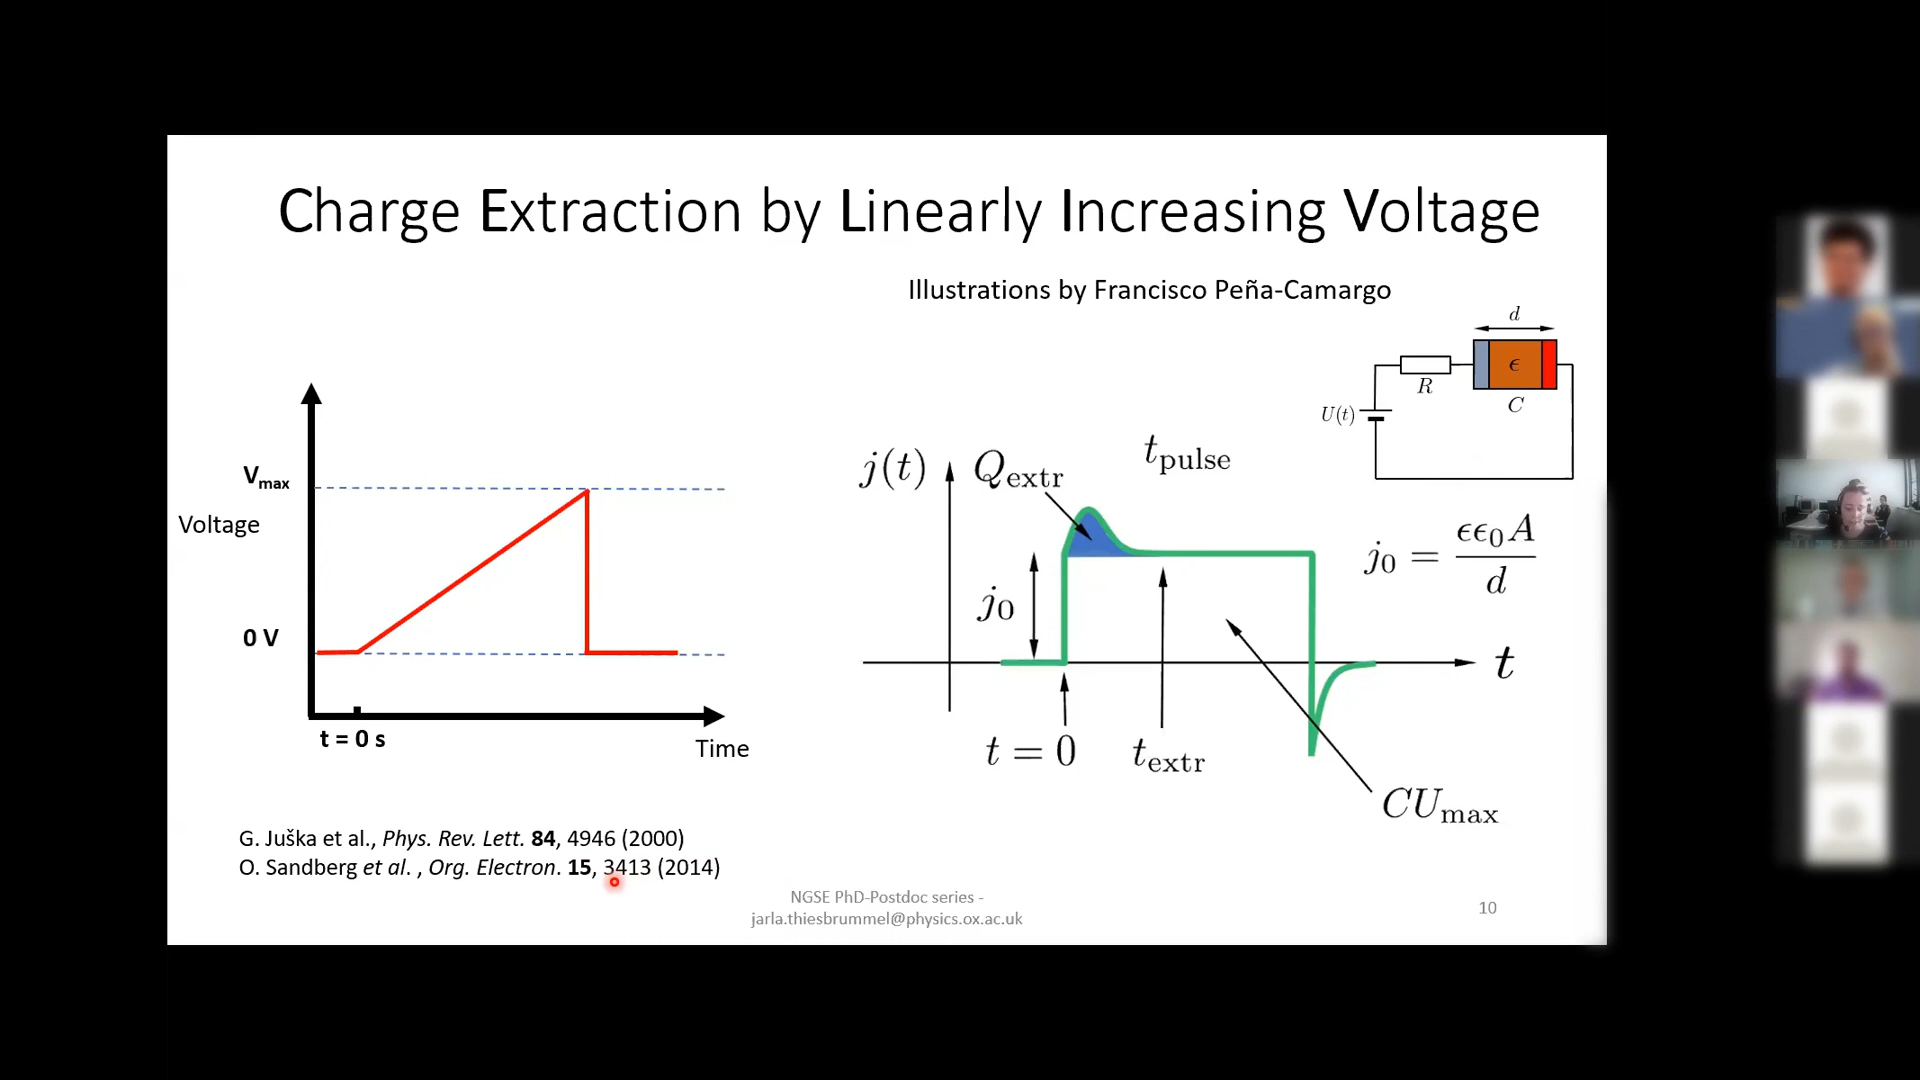 Charge Extraction by Linearly Increasing Voltage
Illustrations by Francisco Peña-Camargo
d
ϵ
R
C
U(t)
V_max
Voltage
0 V
t = 0 s
Time
j(t)
Q_extr
t_pulse
j_0
j_0 = ϵϵ_0 A / d
t
t = 0
t_extr
CU_max
G. Juška et al., Phys. Rev. Lett. 84, 4946 (2000)
O. Sandberg et al. , Org. Electron. 15, 3413 (2014)
NGSE PhD-Postdoc series -
jarla.thiesbrummel@physics.ox.ac.uk
10